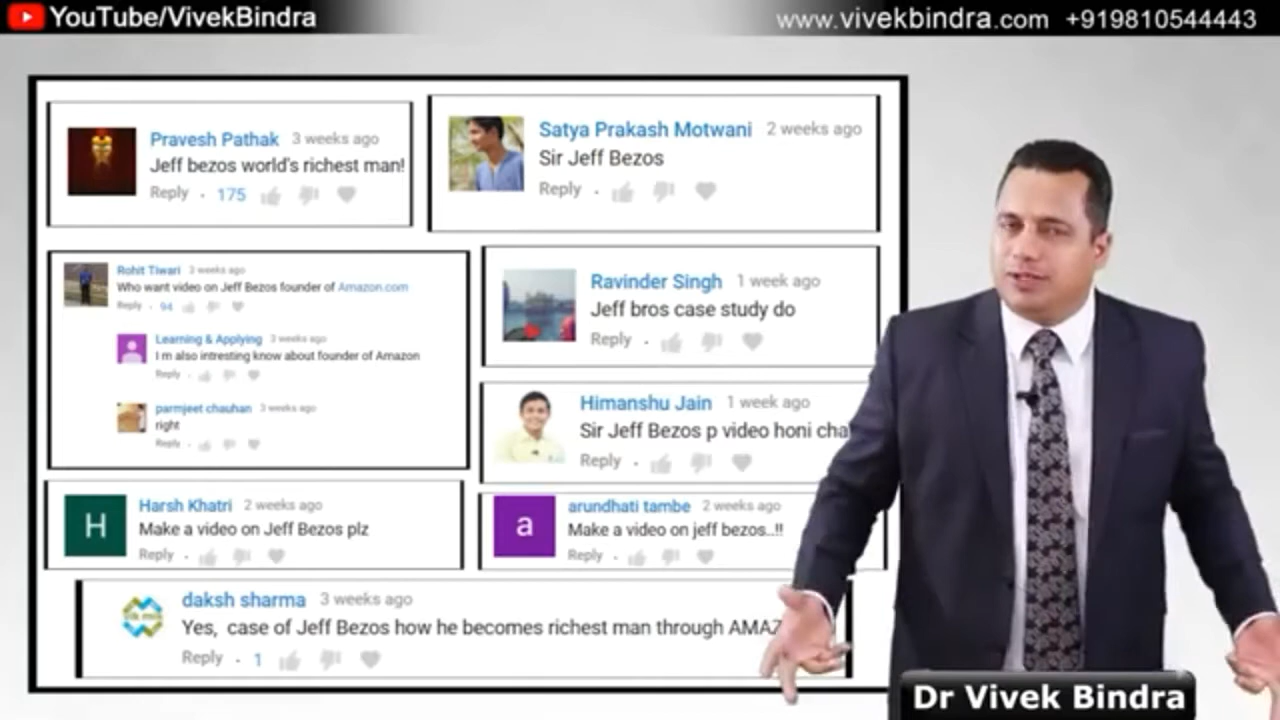 YouTube/VivekBindra
www.vivekbindra.com +919810544443
Pravesh Pathak 3 weeks ago
Jeff bezos world's richest man!
Reply · 175
Satya Prakash Motwani 2 weeks ago
Sir Jeff Bezos
Reply ·
Rohit Tiwari 3 weeks ago
Who want video on Jeff Bezos founder of Amazon.com
Reply · 94
Learning & Applying 3 weeks ago
I m also intresting know about founder of Amazon
Reply ·
parmjeet chauhan 3 weeks ago
right
Reply ·
Ravinder Singh 1 week ago
Jeff bros case study do
Reply ·
Himanshu Jain 1 week ago
Sir Jeff Bezos p video honi cha
Reply ·
Harsh Khatri 2 weeks ago
H
Make a video on Jeff Bezos plz
Reply ·
arundhati tambe 2 weeks ago
a
Make a video on jeff bezos..!!
Reply ·
daksh sharma 3 weeks ago
Yes, case of Jeff Bezos how he becomes richest man through AMAZ
Reply · 1
Dr Vivek Bindra